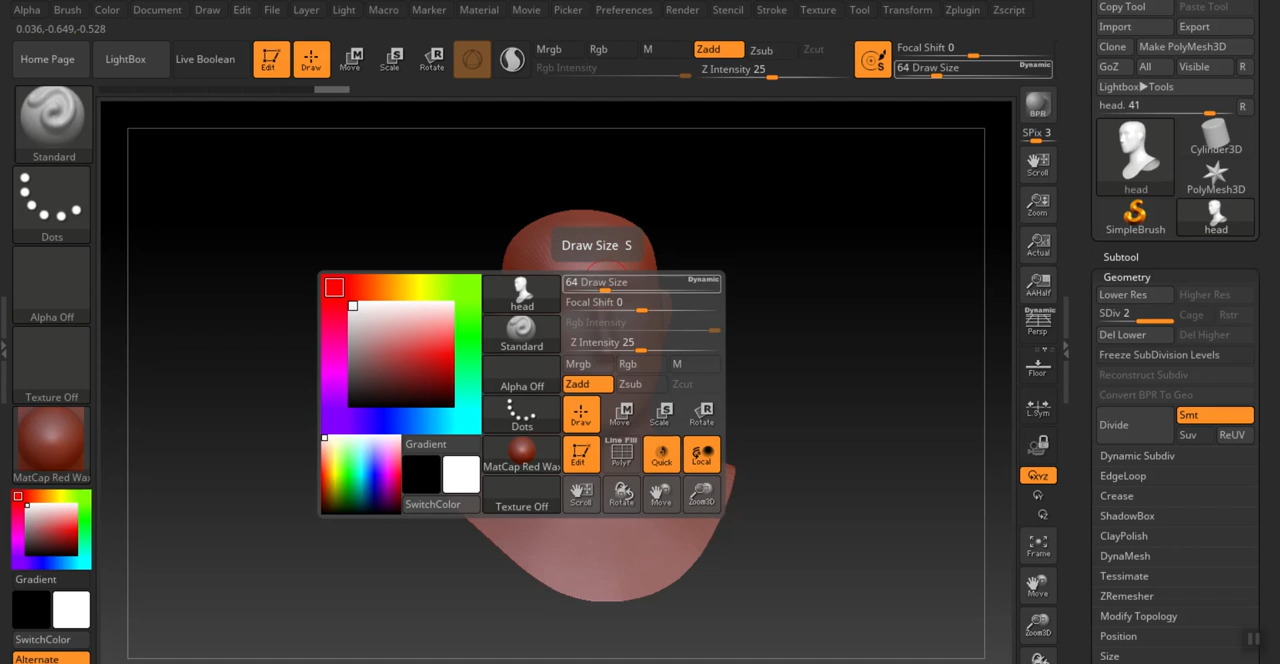 Alpha Brush Color Document Draw Edit File Layer Light Macro Marker Material Movie Picker Preferences Render Stencil Stroke Texture Tool Transform Zplugin Zscript
0.036,-0.649,-0.528
Home Page LightBox Live Boolean Edit Draw Move Scale Rotate
Mrgb Rgb M Zadd Zsub Zcut
Rgb Intensity Z Intensity 25
S
Focal Shift 0
64 Draw Size Dynamic
Standard
Dots
Alpha Off
Texture Off
MatCap Red Wax
Gradient
SwitchColor
Alternate
Draw Size S
head
Standard
Alpha Off
Dots
MatCap Red Wax
Texture Off
Gradient
SwitchColor
64 Draw Size Dynamic
Focal Shift 0
Rgb Intensity
Z Intensity 25
Mrgb Rgb M
Zadd Zsub Zcut
Draw Move Scale Rotate
Line Fill
Edit PolyF Quick Local
Scroll Rotate Move Zoom3D
BPR
SPix 3
Scroll
Zoom
Actual
AAHalf
Dynamic
Persp
Floor
L.Sym
XYZ
Frame
Move
Zoom3D
Copy Tool Paste Tool
Import Export
Clone Make PolyMesh3D
GoZ All Visible R
Lightbox▶Tools
head. 41 R
head Cylinder3D
PolyMesh3D
SimpleBrush head
Subtool
Geometry
Lower Res Higher Res
SDiv 2 Cage Rstr
Del Lower Del Higher
Freeze SubDivision Levels
Reconstruct Subdiv
Convert BPR To Geo
Divide Smt
Suv ReUV
Dynamic Subdiv
EdgeLoop
Crease
ShadowBox
ClayPolish
DynaMesh
Tessimate
ZRemesher
Modify Topology
Position
Size